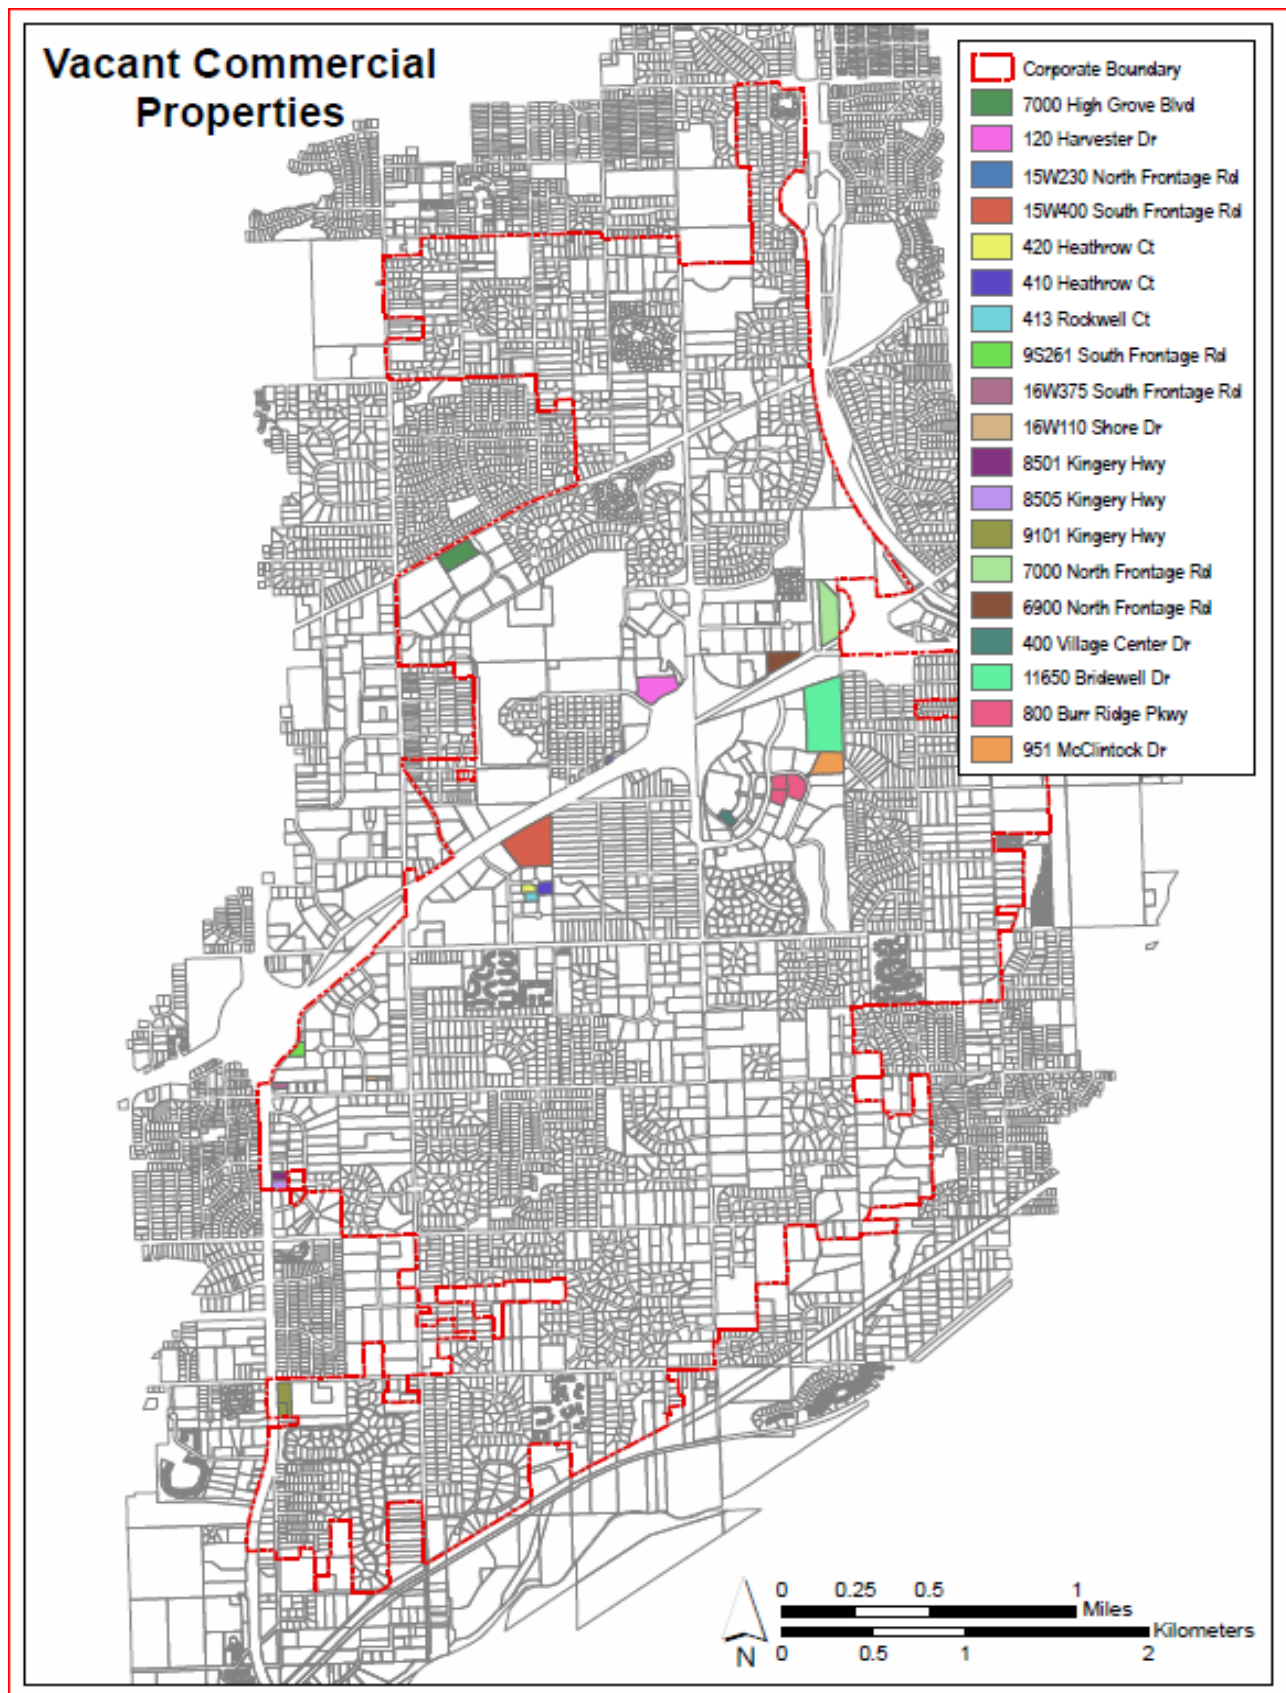 Vacant Commercial
Properties
Corporate Boundary
7000 High Grove Blvd
120 Harvester Dr
15W230 North Frontage Rd
15W400 South Frontage Rd
420 Heathrow Ct
410 Heathrow Ct
413 Rockwell Ct
9S261 South Frontage Rd
16W375 South Frontage Rd
16W110 Shore Dr
8501 Kingery Hwy
8505 Kingery Hwy
9101 Kingery Hwy
7000 North Frontage Rd
6900 North Frontage Rd
400 Village Center Dr
11650 Bridewell Dr
800 Burr Ridge Pkwy
951 McClintock Dr
0 0.25 0.5 1
Miles
Kilometers
N 0 0.5 1 2